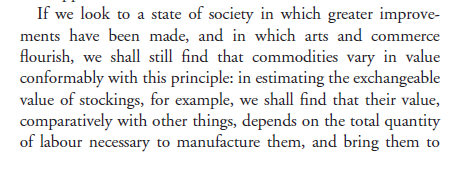 If we look to a state of society in which greater improve-
ments have been made, and in which arts and commerce
flourish, we shall still find that commodities vary in value
conformably with this principle: in estimating the exchangeable
value of stockings, for example, we shall find that their value,
comparatively with other things, depends on the total quantity
of labour necessary to manufacture them, and bring them to